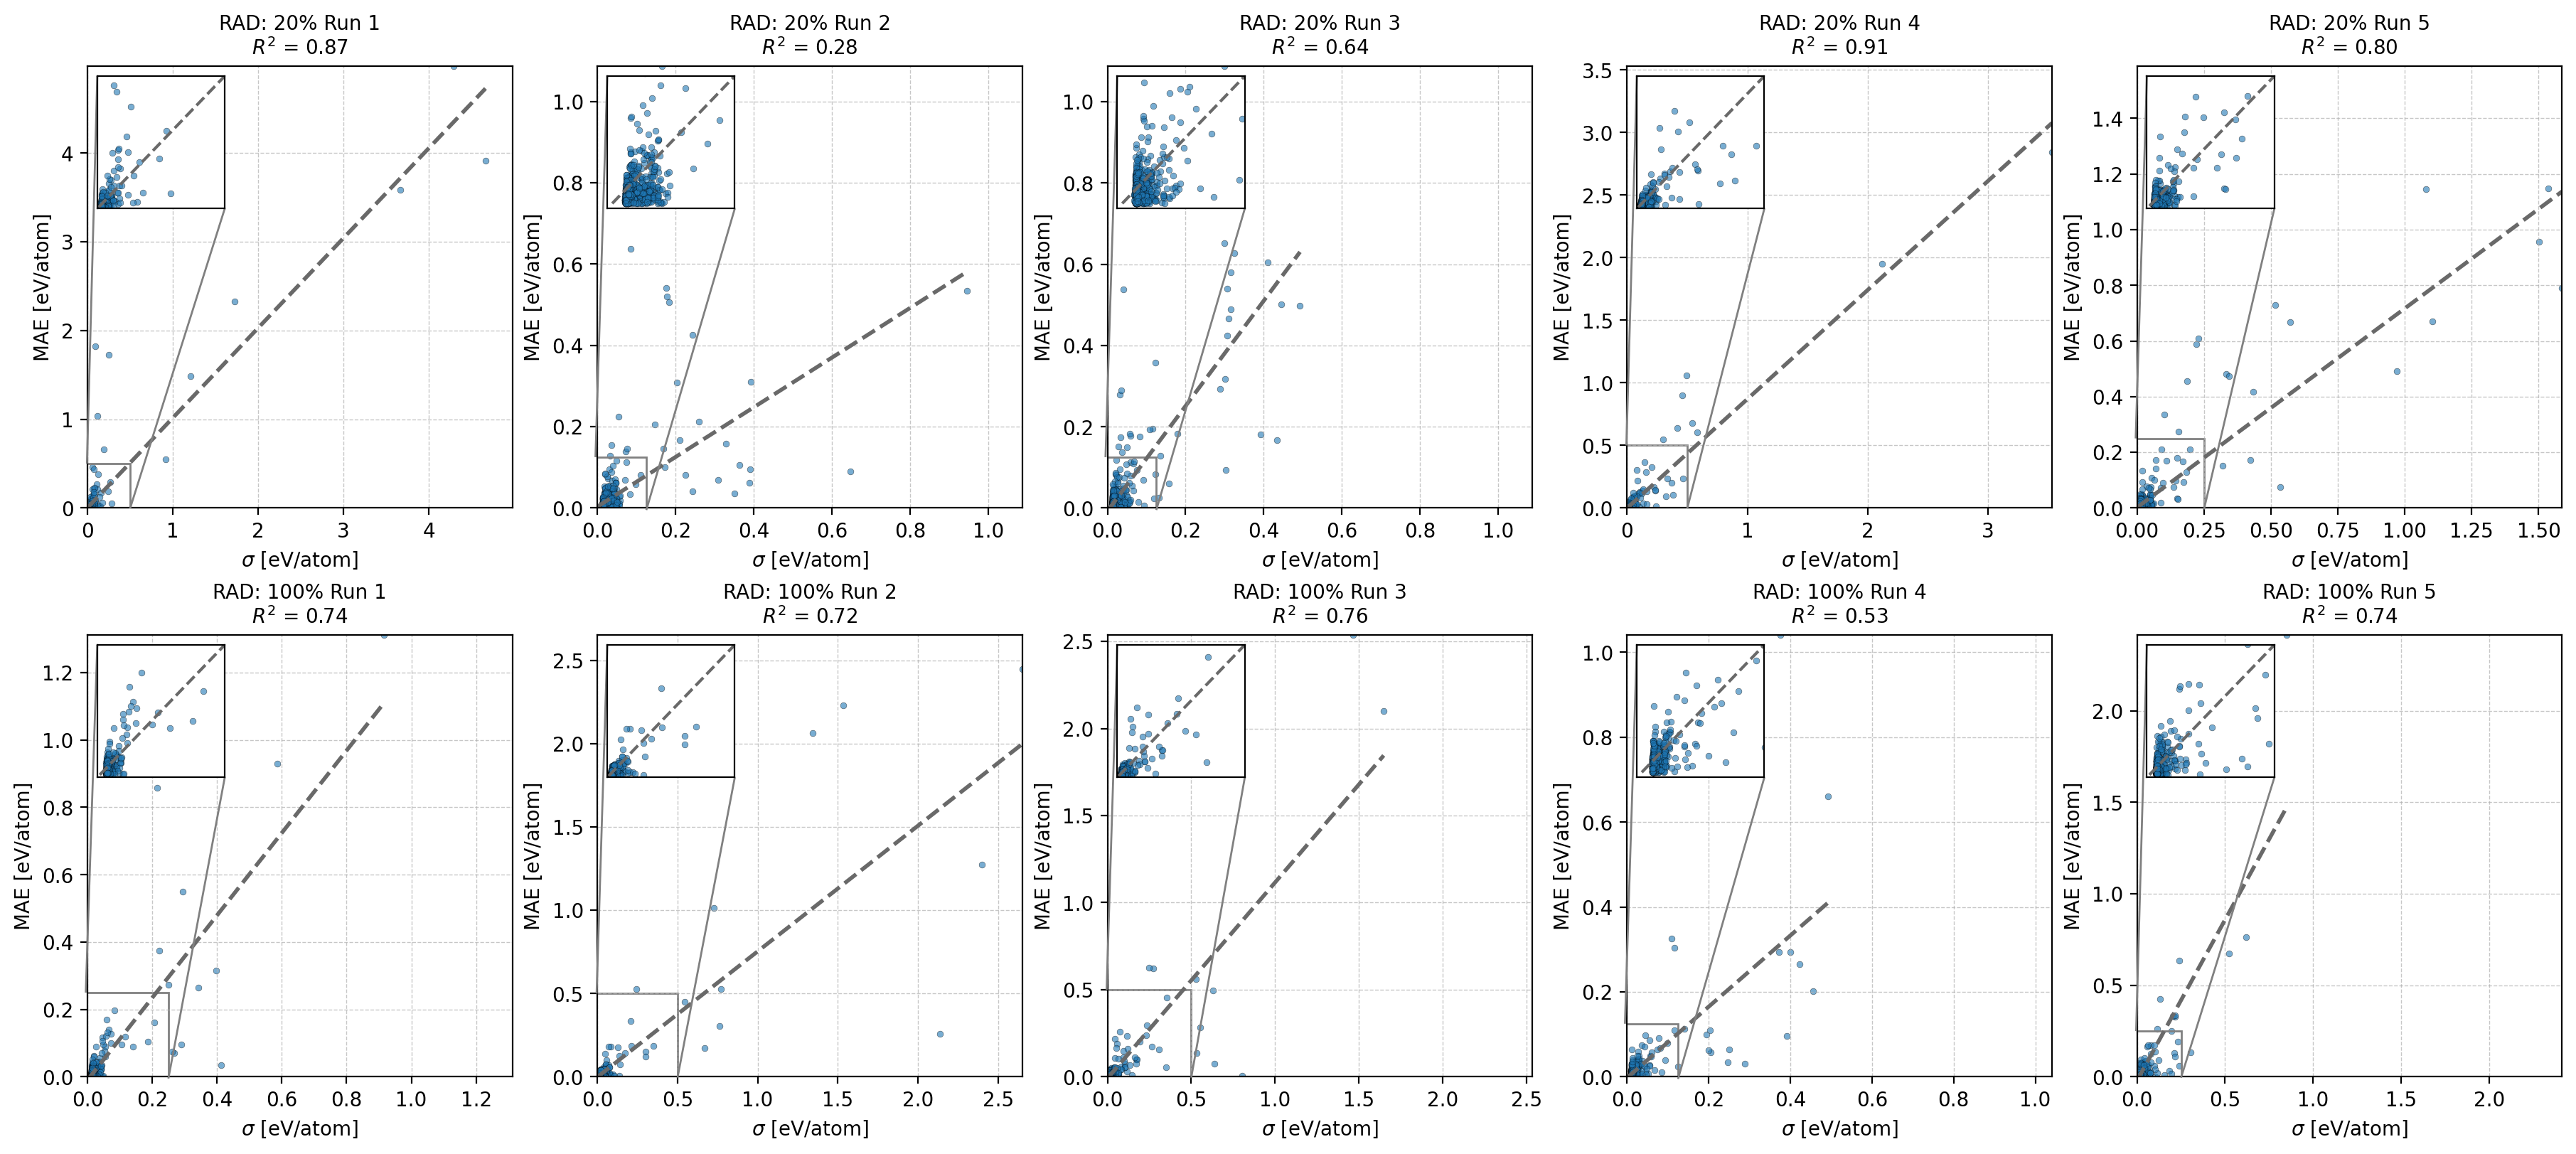 RAD: 20% Run 1
R² = 0.87
RAD: 20% Run 2
R² = 0.28
RAD: 20% Run 3
R² = 0.64
RAD: 20% Run 4
R² = 0.91
RAD: 20% Run 5
R² = 0.80
MAE [eV/atom]
4
3
2
1
0
0 1 2 3 4
σ [eV/atom]
MAE [eV/atom]
1.0
0.8
0.6
0.4
0.2
0.0
0.0 0.2 0.4 0.6 0.8 1.0
σ [eV/atom]
MAE [eV/atom]
1.0
0.8
0.6
0.4
0.2
0.0
0.0 0.2 0.4 0.6 0.8 1.0
σ [eV/atom]
MAE [eV/atom]
3.5
3.0
2.5
2.0
1.5
1.0
0.5
0.0
0 1 2 3
σ [eV/atom]
MAE [eV/atom]
1.4
1.2
1.0
0.8
0.6
0.4
0.2
0.0
0.00 0.25 0.50 0.75 1.00 1.25 1.50
σ [eV/atom]
RAD: 100% Run 1
R² = 0.74
RAD: 100% Run 2
R² = 0.72
RAD: 100% Run 3
R² = 0.76
RAD: 100% Run 4
R² = 0.53
RAD: 100% Run 5
R² = 0.74
MAE [eV/atom]
1.2
1.0
0.8
0.6
0.4
0.2
0.0
0.0 0.2 0.4 0.6 0.8 1.0 1.2
σ [eV/atom]
MAE [eV/atom]
2.5
2.0
1.5
1.0
0.5
0.0
0.0 0.5 1.0 1.5 2.0 2.5
σ [eV/atom]
MAE [eV/atom]
2.5
2.0
1.5
1.0
0.5
0.0
0.0 0.5 1.0 1.5 2.0 2.5
σ [eV/atom]
MAE [eV/atom]
1.0
0.8
0.6
0.4
0.2
0.0
0.0 0.2 0.4 0.6 0.8 1.0
σ [eV/atom]
MAE [eV/atom]
2.0
1.5
1.0
0.5
0.0
0.0 0.5 1.0 1.5 2.0
σ [eV/atom]